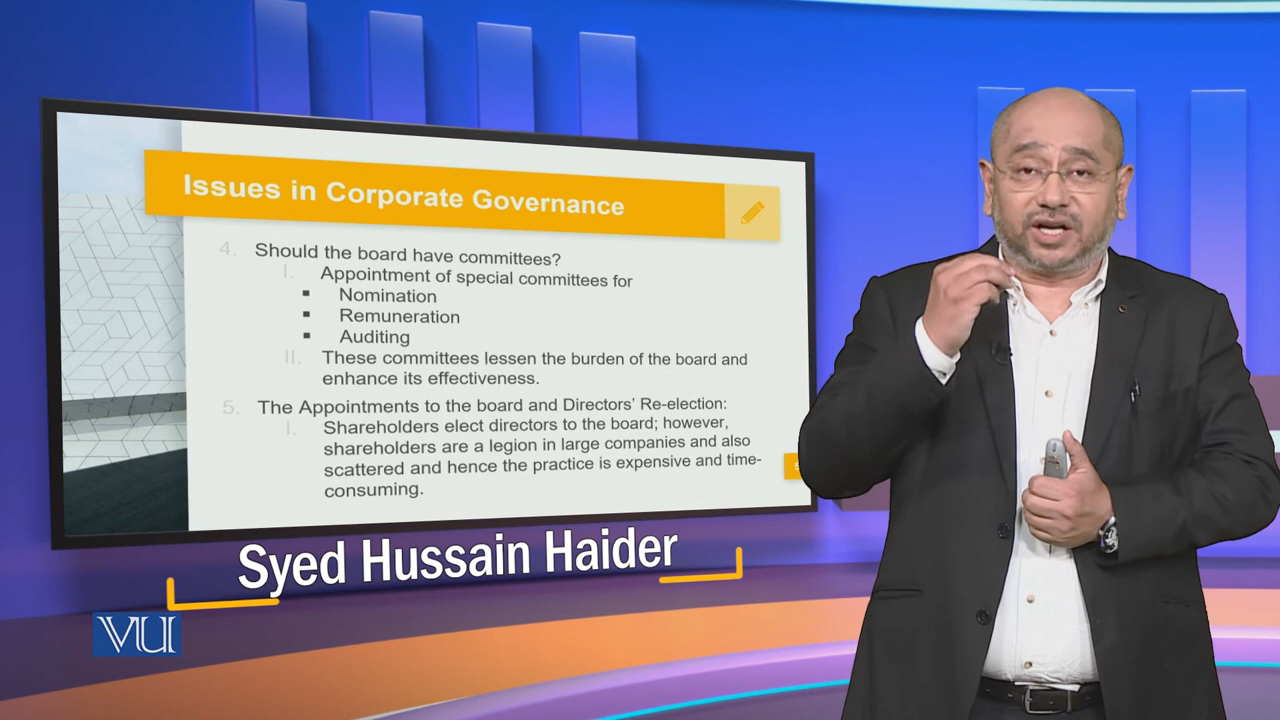 Issues in Corporate Governance
4. Should the board have committees?
I. Appointment of special committees for
▪ Nomination
▪ Remuneration
▪ Auditing
II. These committees lessen the burden of the board and
enhance its effectiveness.
5. The Appointments to the board and Directors' Re-election:
I. Shareholders elect directors to the board; however,
shareholders are a legion in large companies and also
scattered and hence the practice is expensive and time-
consuming.
Syed Hussain Haider
VU